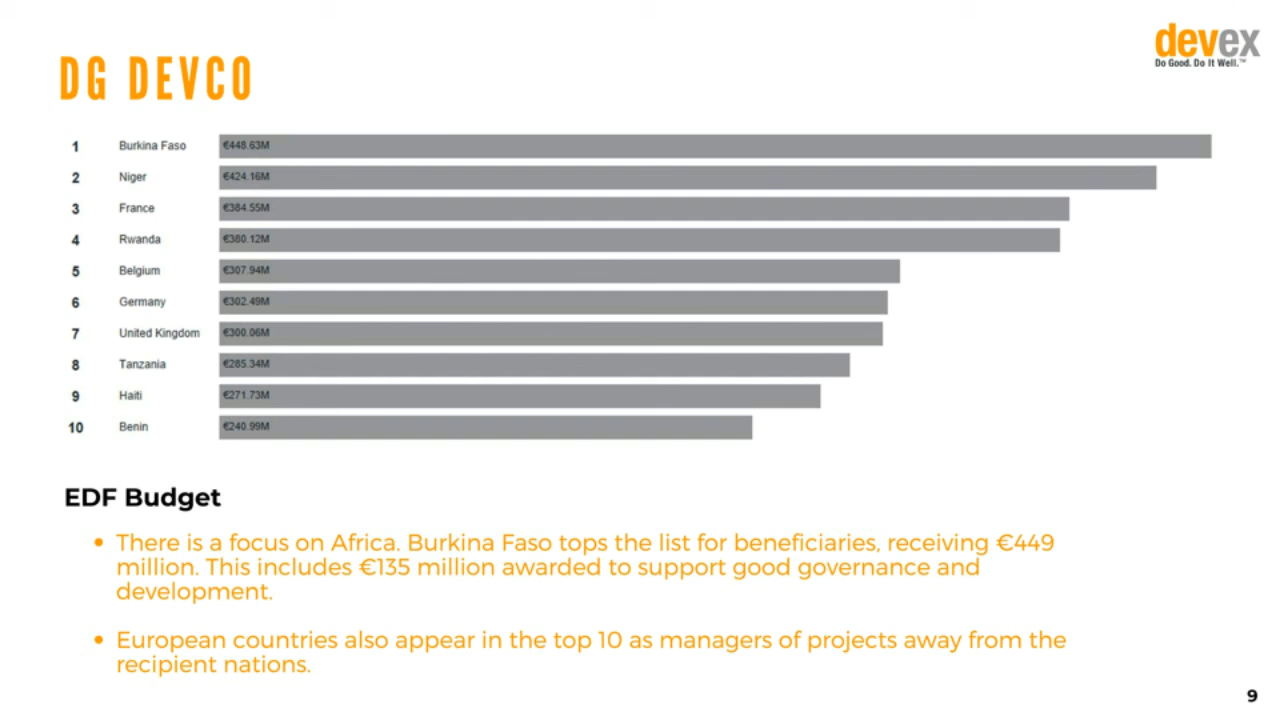 devex
Do Good. Do It Well.™
DG DEVCO
1 Burkina Faso €448.63M
2 Niger €424.16M
3 France €384.55M
4 Rwanda €380.12M
5 Belgium €307.94M
6 Germany €302.49M
7 United Kingdom €300.06M
8 Tanzania €285.34M
9 Haiti €271.73M
10 Benin €240.99M
EDF Budget
• There is a focus on Africa. Burkina Faso tops the list for beneficiaries, receiving €449
million. This includes €135 million awarded to support good governance and
development.
• European countries also appear in the top 10 as managers of projects away from the
recipient nations.
9